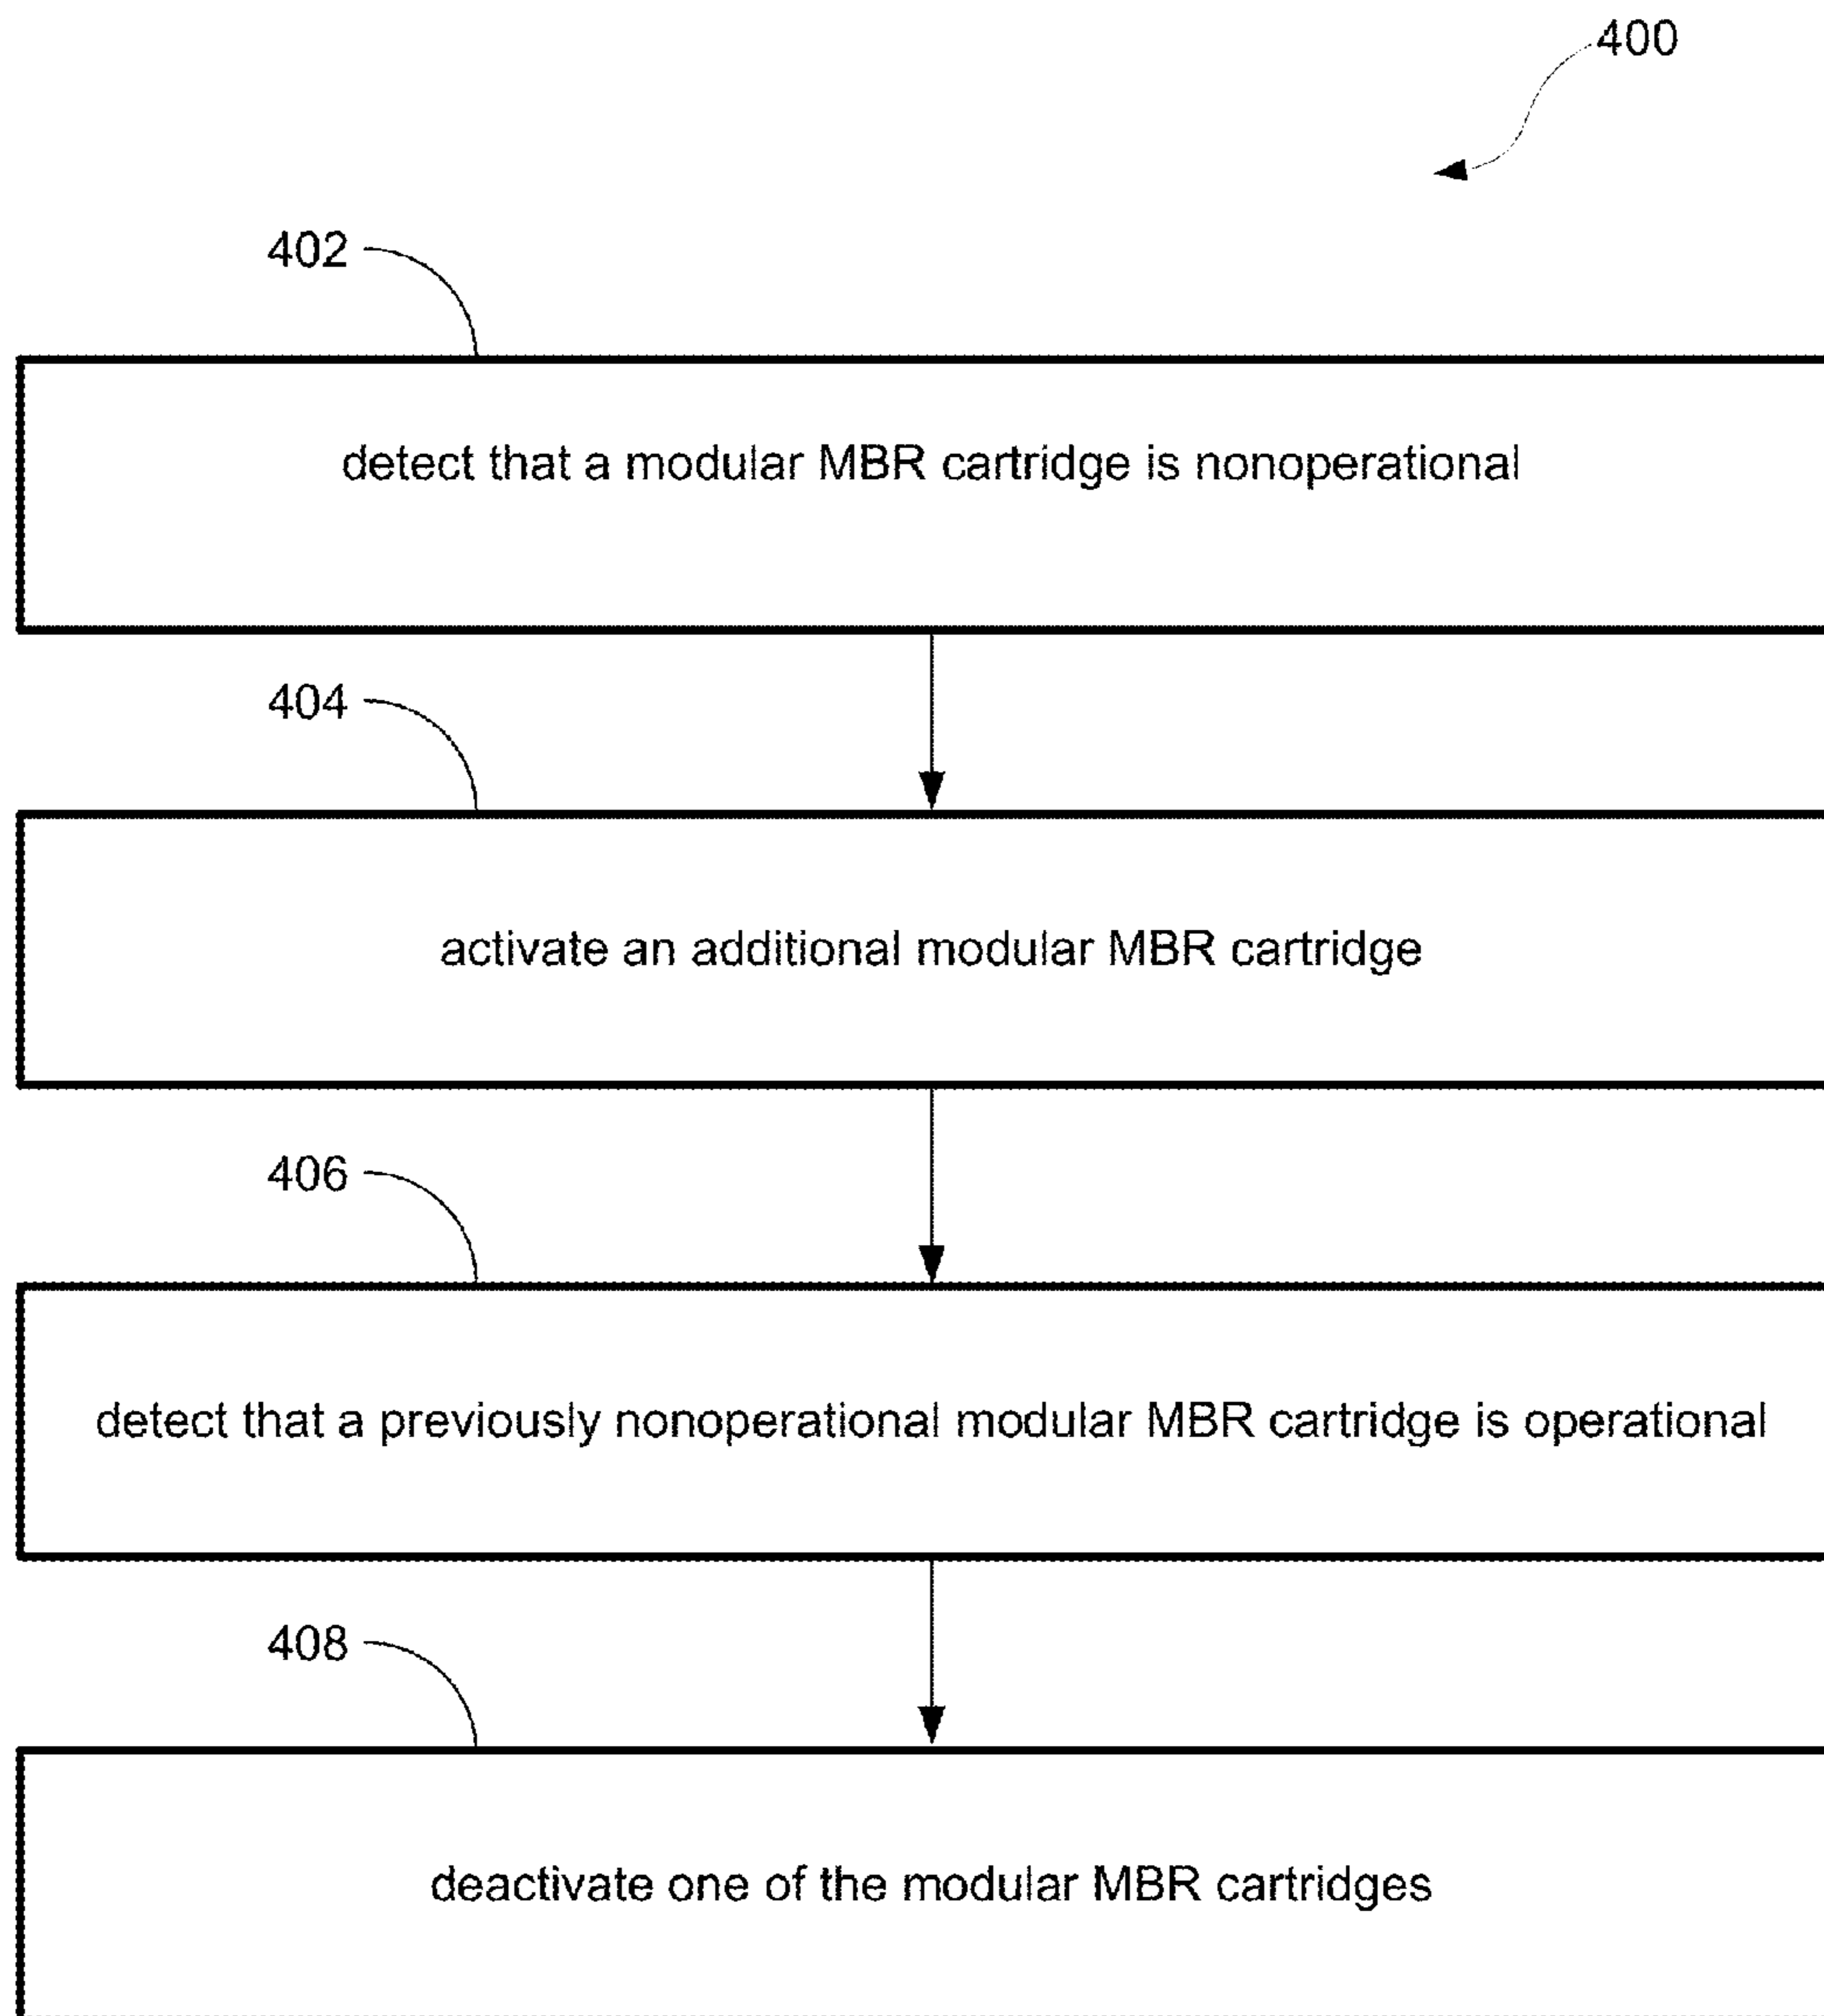 400
402
detect that a modular MBR cartridge is nonoperational
404
activate an additional modular MBR cartridge
406
detect that a previously nonoperational modular MBR cartridge is operational
408
deactivate one of the modular MBR cartridges